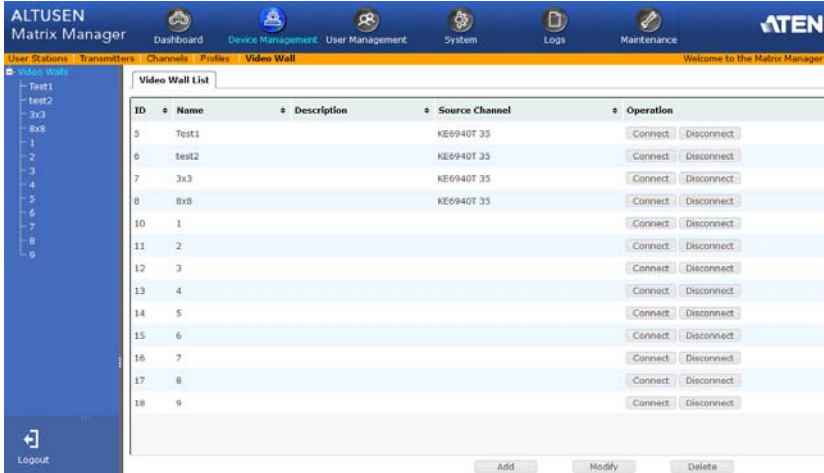 ALTUSEN
Matrix Manager
Dashboard
Device Management
User Management
System
Logs
Maintenance
ATEN
User Stations Transmitters Channels Profiles Video Wall
Welcome to the Matrix Manager
Video Walls
Test1
test2
3x3
8x8
1
2
3
4
5
6
7
8
9
Logout
Video Wall List
ID Name Description Source Channel Operation
5 Test1 KE6940T 35 Connect Disconnect
6 test2 KE6940T 35 Connect Disconnect
7 3x3 KE6940T 35 Connect Disconnect
8 8x8 KE6940T 35 Connect Disconnect
10 1 Connect Disconnect
11 2 Connect Disconnect
12 3 Connect Disconnect
13 4 Connect Disconnect
14 5 Connect Disconnect
15 6 Connect Disconnect
16 7 Connect Disconnect
17 8 Connect Disconnect
18 9 Connect Disconnect
Add Modify Delete